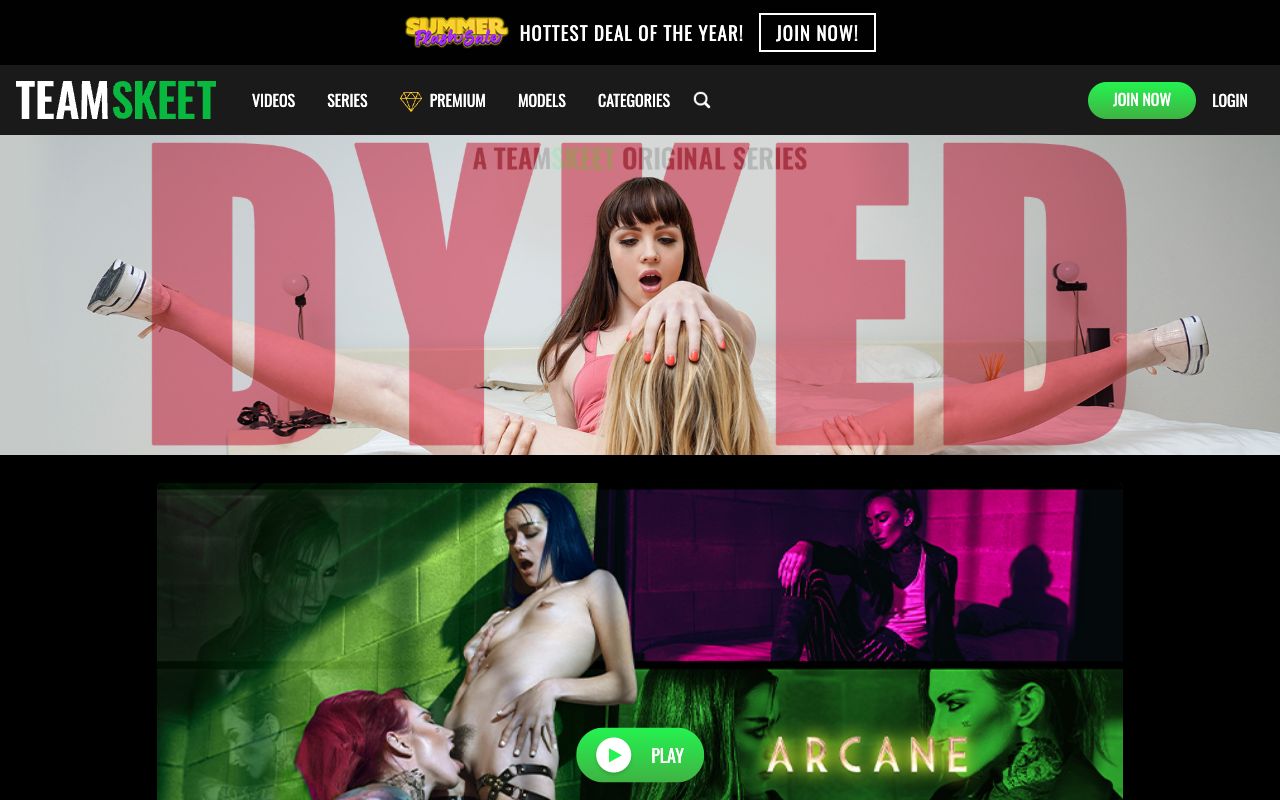 SUMMER
Flash Sale
HOTTEST DEAL OF THE YEAR!
JOIN NOW!
TEAMSKEET
VIDEOS
SERIES
PREMIUM
MODELS
CATEGORIES
JOIN NOW
LOGIN
A TEAMSKEET ORIGINAL SERIES
DYKED
PLAY
ARCANE